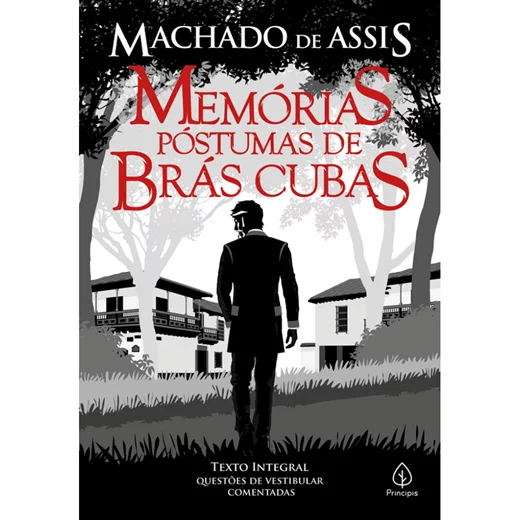 MACHADO DE ASSIS
MEMÓRIAS
PÓSTUMAS DE
BRÁS CUBAS
TEXTO INTEGRAL
QUESTÕES DE VESTIBULAR
COMENTADAS
Principis